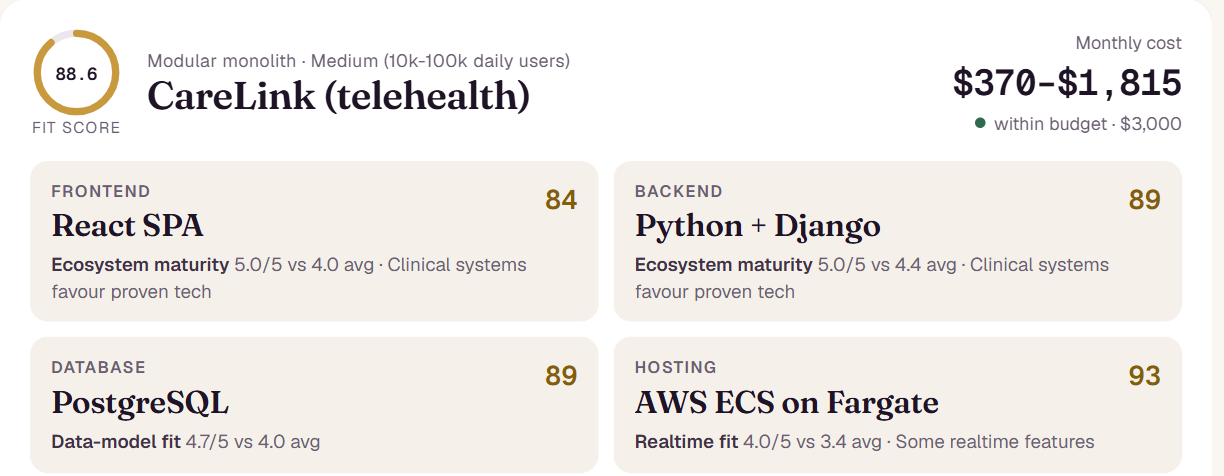 88.6
FIT SCORE
Modular monolith · Medium (10k-100k daily users)
CareLink (telehealth)
Monthly cost
$370–$1,815
within budget · $3,000
FRONTEND
84
React SPA
Ecosystem maturity 5.0/5 vs 4.0 avg · Clinical systems
favour proven tech
BACKEND
89
Python + Django
Ecosystem maturity 5.0/5 vs 4.4 avg · Clinical systems
favour proven tech
DATABASE
89
PostgreSQL
Data-model fit 4.7/5 vs 4.0 avg
HOSTING
93
AWS ECS on Fargate
Realtime fit 4.0/5 vs 3.4 avg · Some realtime features